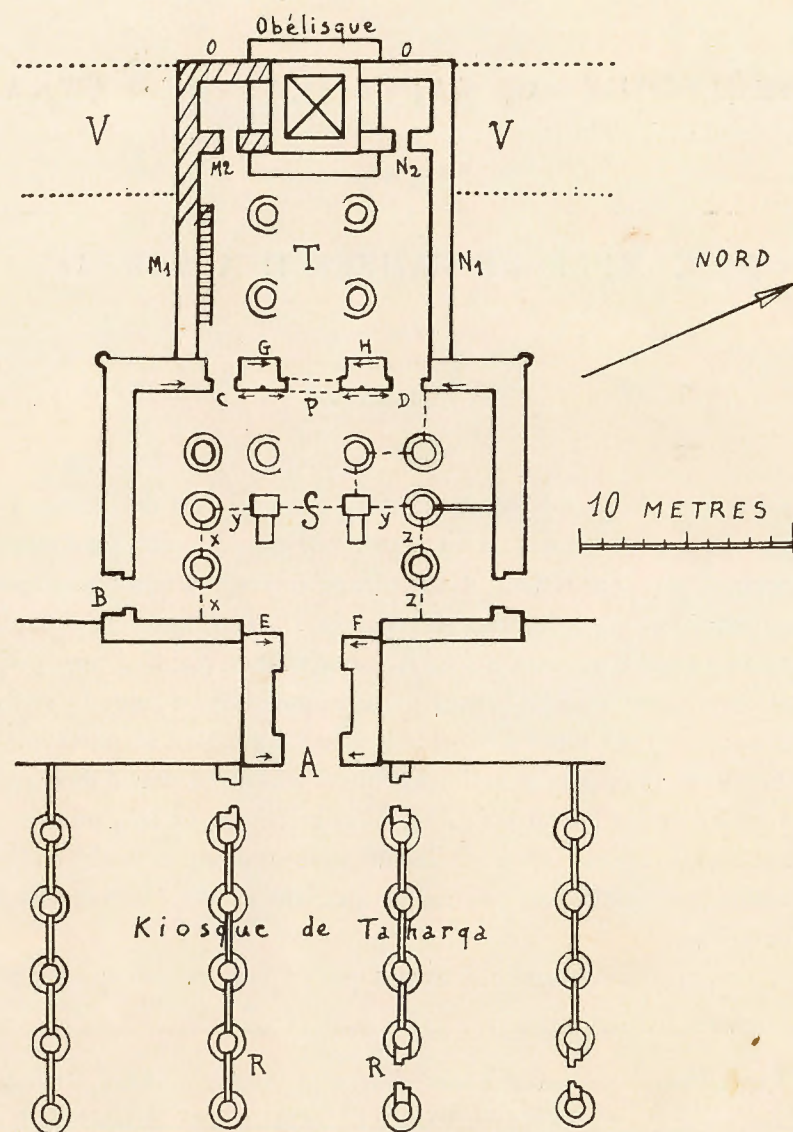 Obélisque
O O
V V
M2 N2
T
M1 N1
NORD
G H
C P D
10 METRES
y S y
x z
B
x z
E F
A
Kiosque de Taharqa
R R